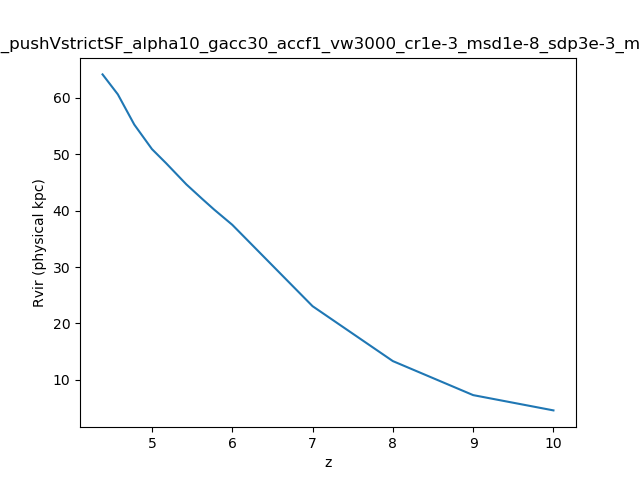 _pushVstrictSF_alpha10_gacc30_accf1_vw3000_cr1e-3_msd1e-8_sdp3e-3_m
60
50
40
30
20
10
Rvir (physical kpc)
5 6 7 8 9 10
z